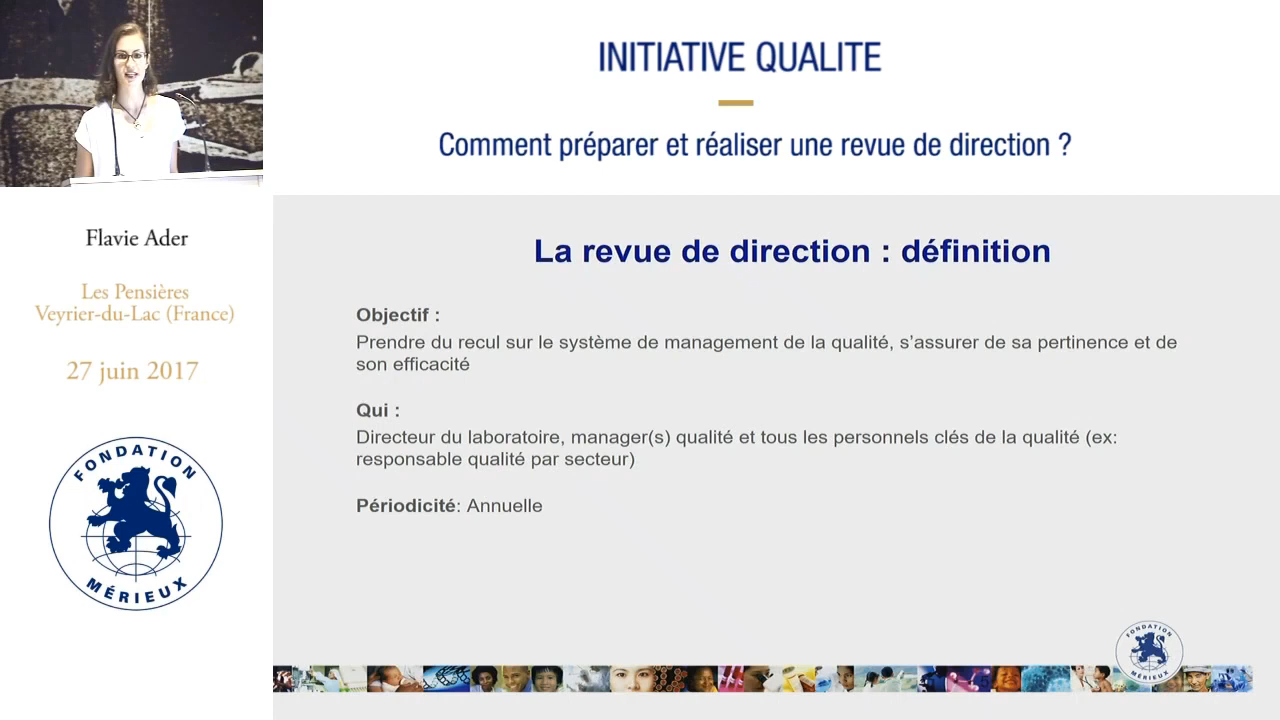 INITIATIVE QUALITE
Comment préparer et réaliser une revue de direction ?
Flavie Ader
Les Pensières
Veyrier-du-Lac (France)
27 juin 2017
FONDATION
MÉRIEUX
La revue de direction : définition
Objectif :
Prendre du recul sur le système de management de la qualité, s’assurer de sa pertinence et de
son efficacité
Qui :
Directeur du laboratoire, manager(s) qualité et tous les personnels clés de la qualité (ex:
responsable qualité par secteur)
Périodicité: Annuelle
FONDATION
MÉRIEUX
5